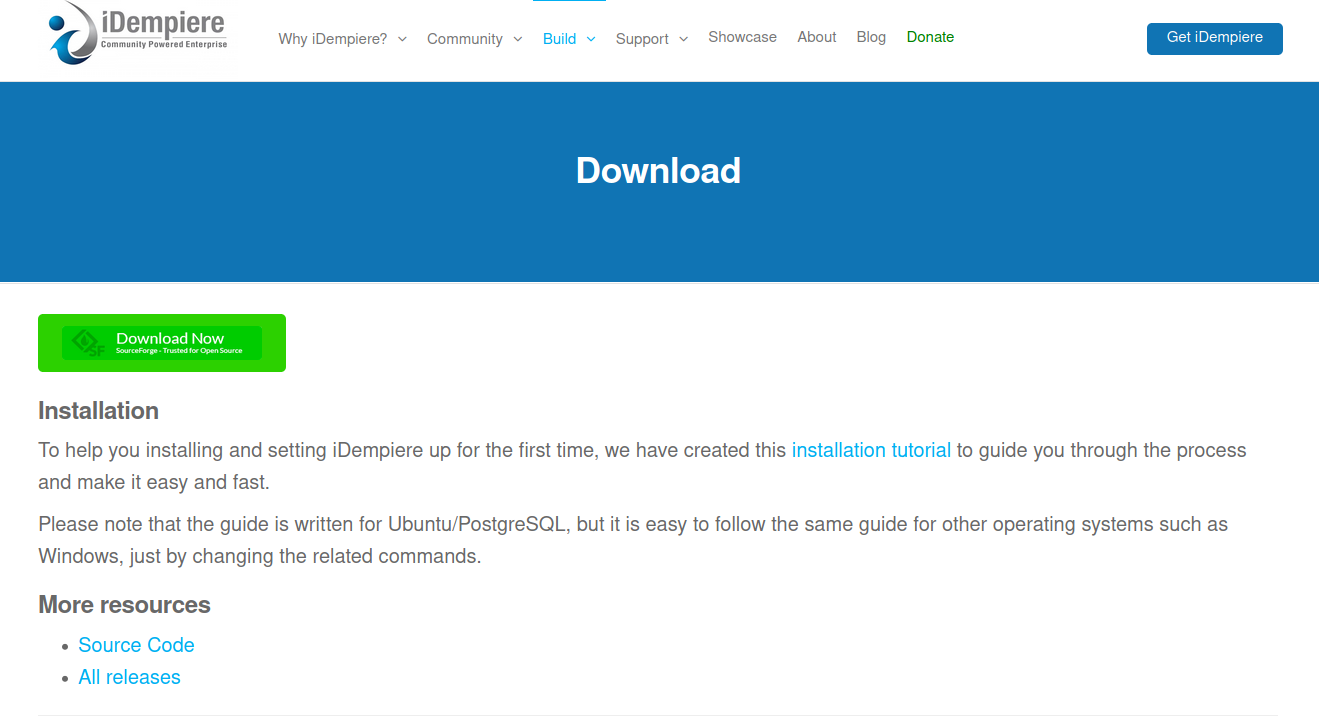 iDempiere
Community Powered Enterprise
Why iDempiere? Community Build Support Showcase About Blog Donate Get iDempiere
Download
Download Now
SF SourceForge - Trusted for Open Source
Installation
To help you installing and setting iDempiere up for the first time, we have created this installation tutorial to guide you through the process
and make it easy and fast.
Please note that the guide is written for Ubuntu/PostgreSQL, but it is easy to follow the same guide for other operating systems such as
Windows, just by changing the related commands.
More resources
• Source Code
• All releases